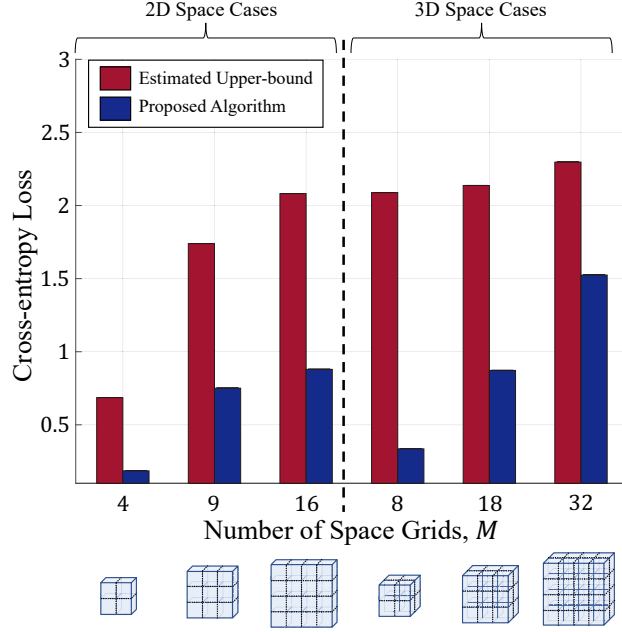 2D Space Cases
3D Space Cases
3
2.5
2
1.5
1
0.5
Cross-entropy Loss
Estimated Upper-bound
Proposed Algorithm
4
9
16
8
18
32
Number of Space Grids, M